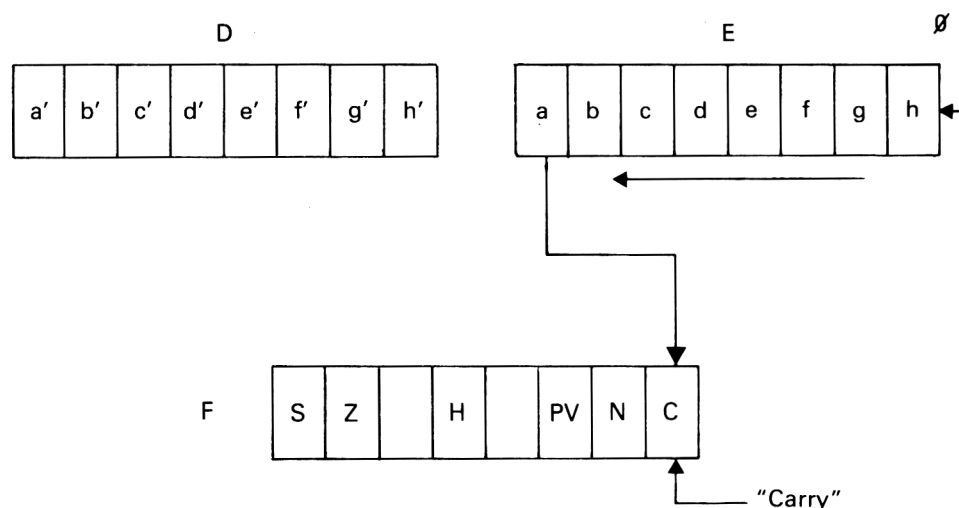 D E Ø
a′ b′ c′ d′ e′ f′ g′ h′ a b c d e f g h
F S Z H PV N C
“Carry”